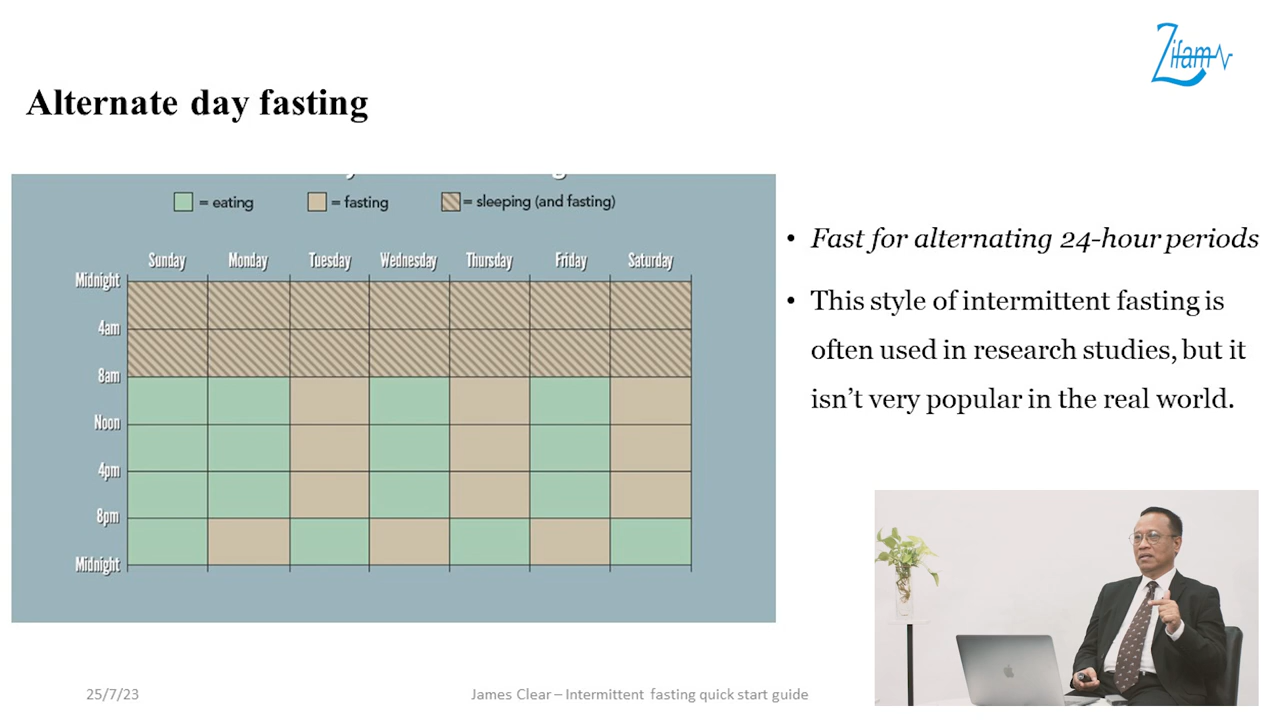 Zifam
Alternate day fasting
= eating = fasting = sleeping (and fasting)
Sunday Monday Tuesday Wednesday Thursday Friday Saturday
Midnight
4am
8am
Noon
4pm
8pm
Midnight
• Fast for alternating 24-hour periods
• This style of intermittent fasting is
often used in research studies, but it
isn’t very popular in the real world.
25/7/23
James Clear – Intermittent fasting quick start guide